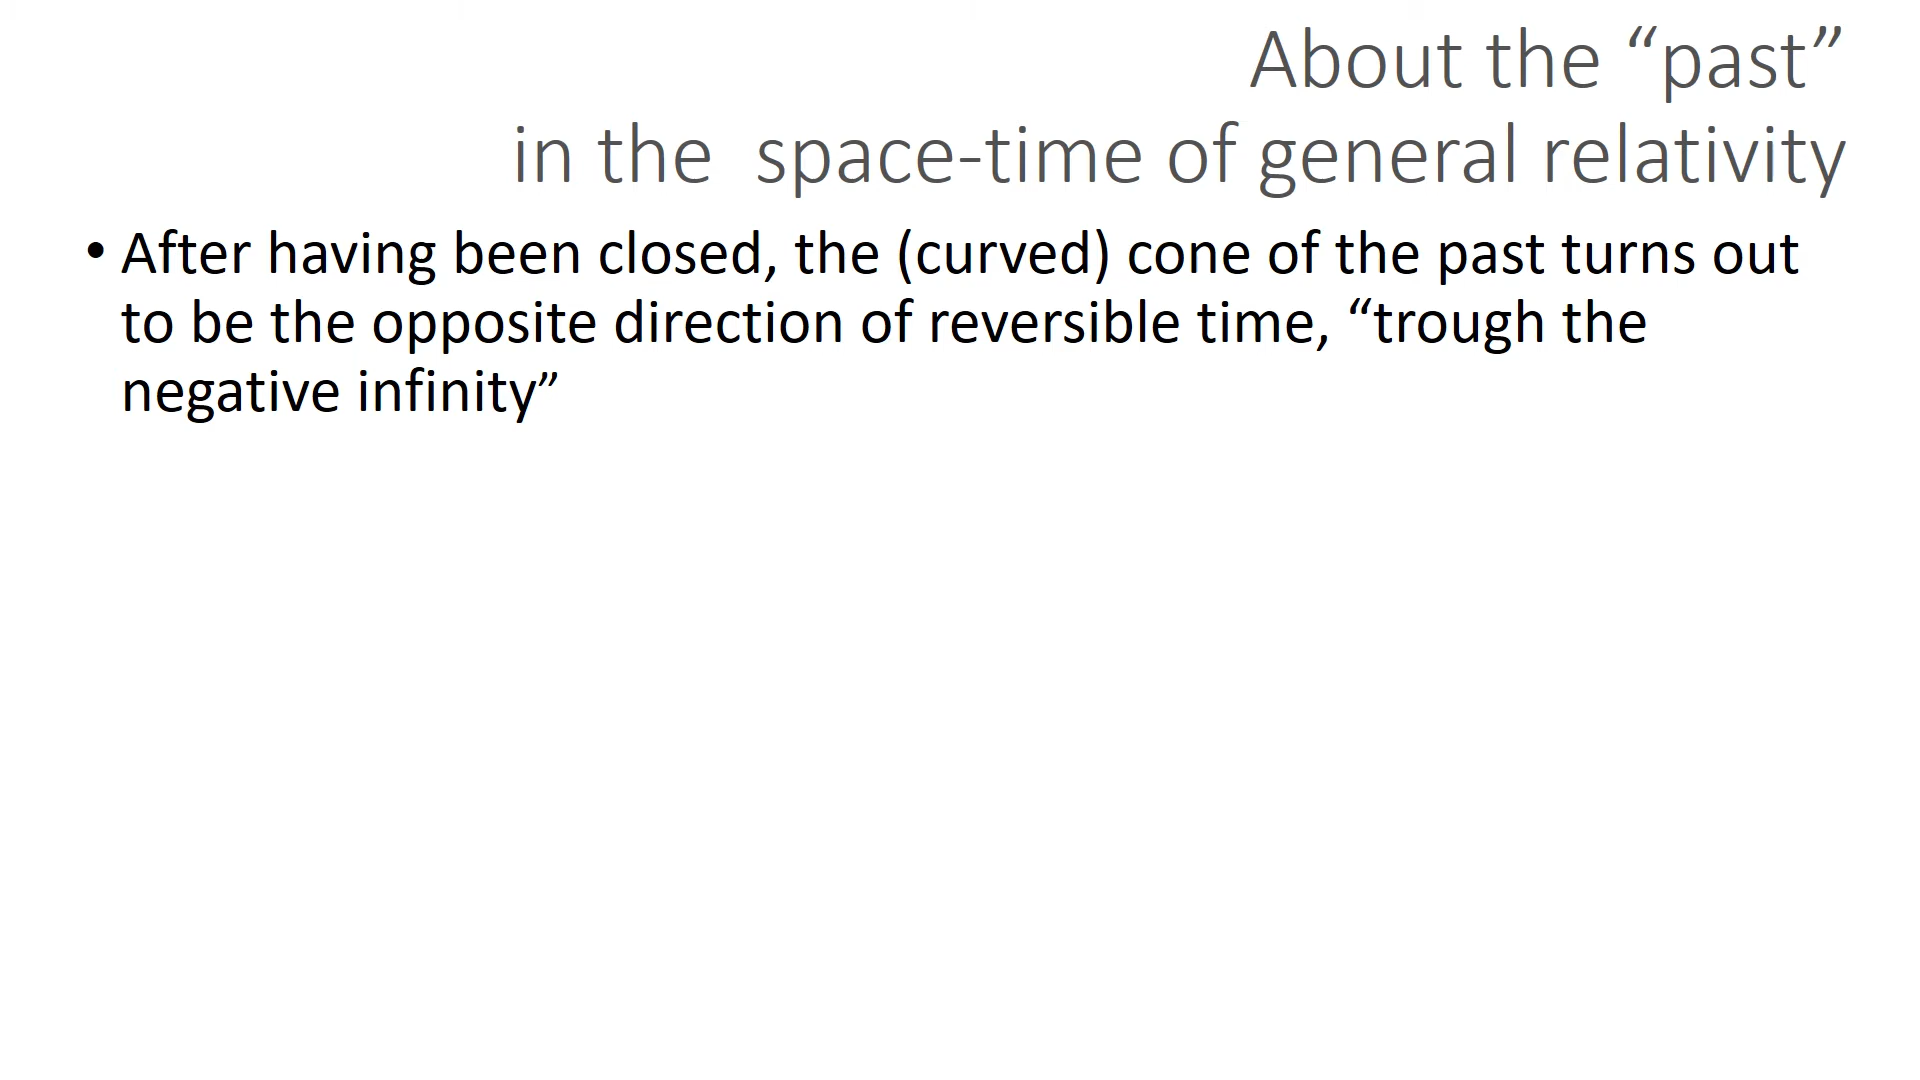 About the “past”
in the  space-time of general relativity
• After having been closed, the (curved) cone of the past turns out
to be the opposite direction of reversible time, “trough the
negative infinity”